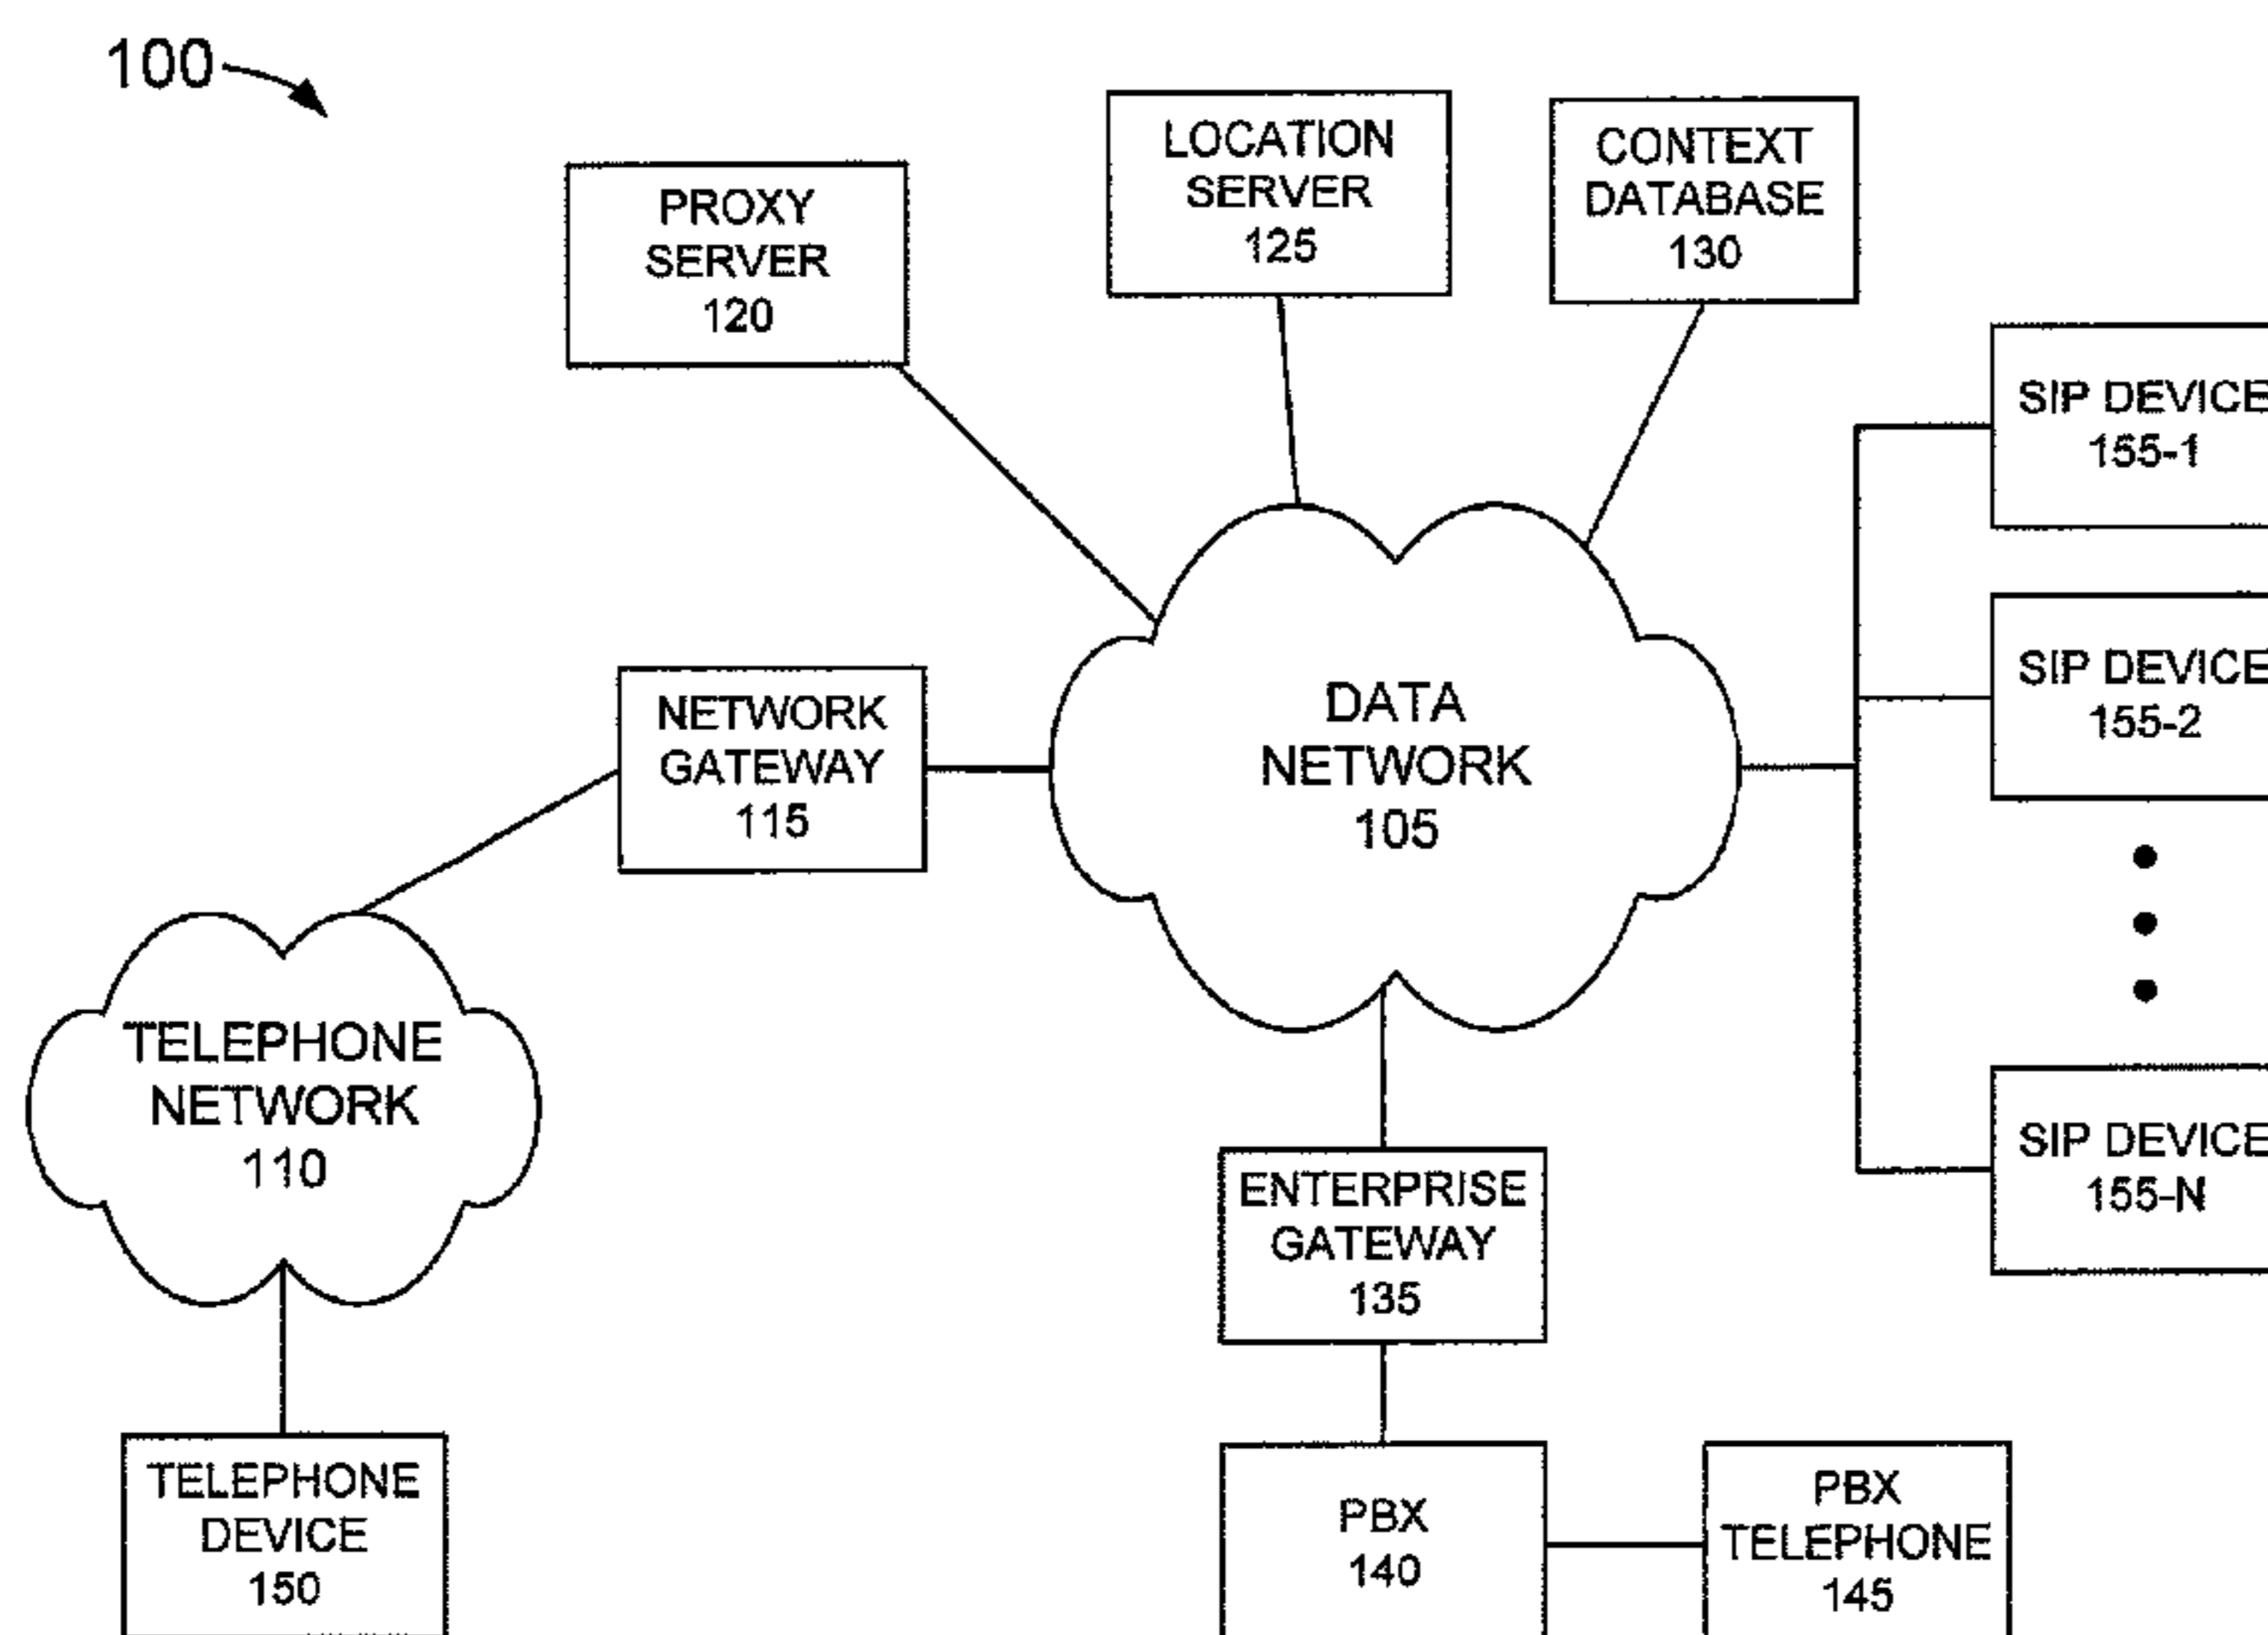 100
PROXY
SERVER
120
LOCATION
SERVER
125
CONTEXT
DATABASE
130
SIP DEVICE
155-1
SIP DEVICE
155-2
SIP DEVICE
155-N
NETWORK
GATEWAY
115
DATA
NETWORK
105
TELEPHONE
NETWORK
110
ENTERPRISE
GATEWAY
135
TELEPHONE
DEVICE
150
PBX
140
PBX
TELEPHONE
145